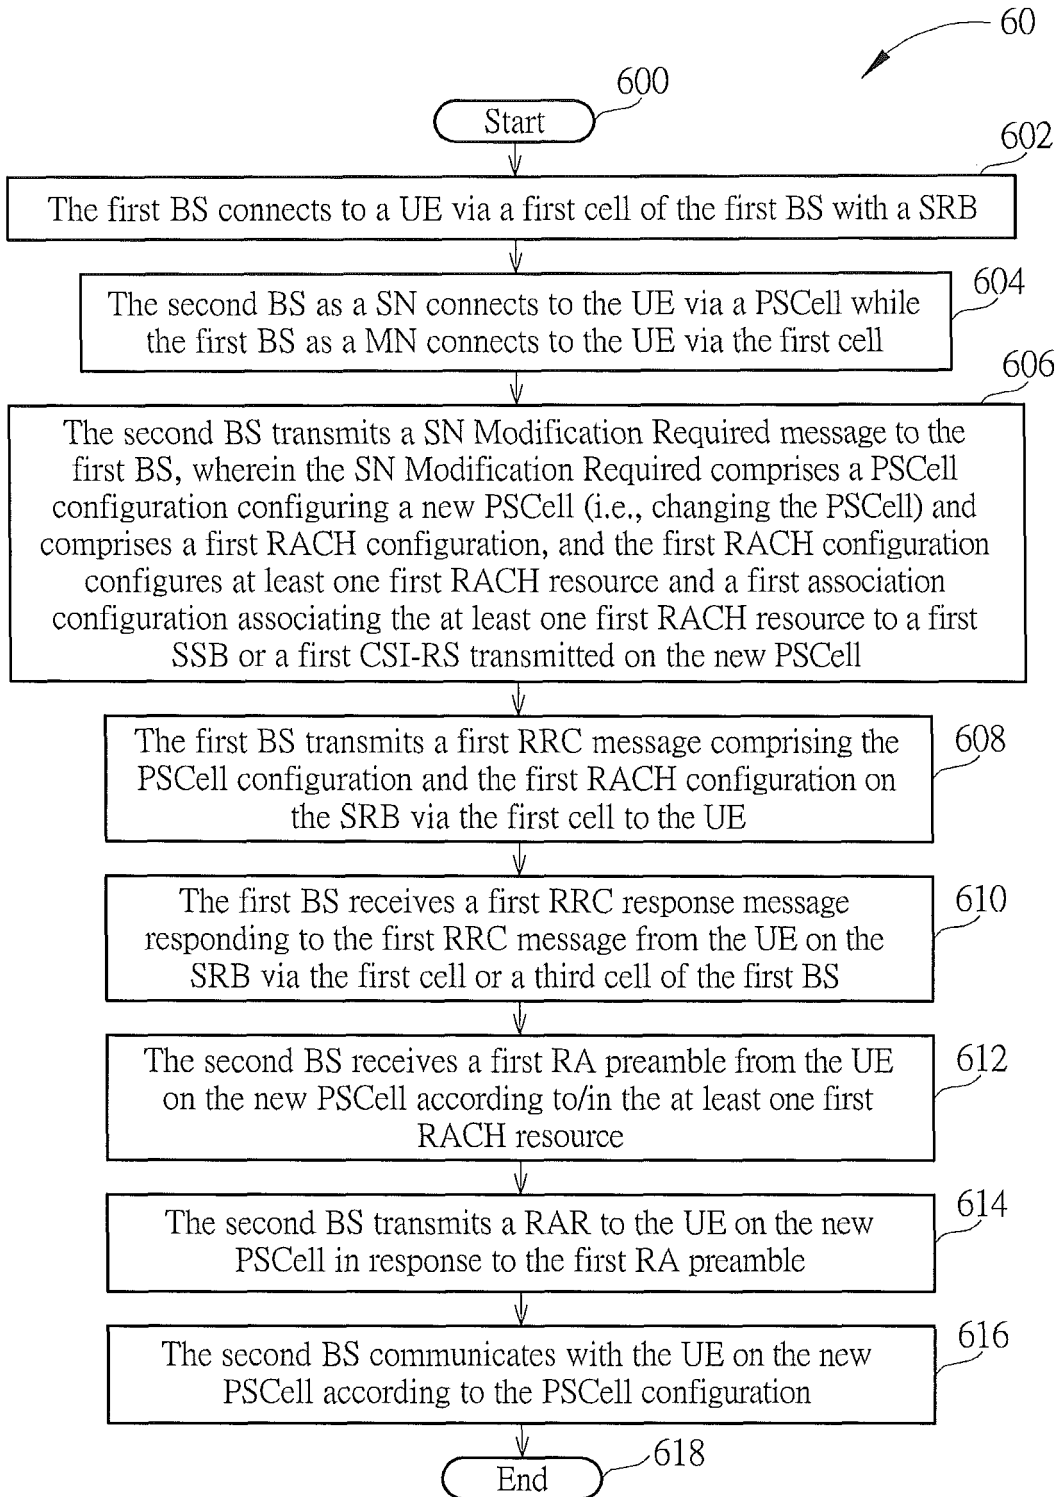 60
600
Start
602
The first BS connects to a UE via a first cell of the first BS with a SRB
604
The second BS as a SN connects to the UE via a PSCell while
the first BS as a MN connects to the UE via the first cell
606
The second BS transmits a SN Modification Required message to the
first BS, wherein the SN Modification Required comprises a PSCell
configuration configuring a new PSCell (i.e., changing the PSCell) and
comprises a first RACH configuration, and the first RACH configuration
configures at least one first RACH resource and a first association
configuration associating the at least one first RACH resource to a first
SSB or a first CSI-RS transmitted on the new PSCell
608
The first BS transmits a first RRC message comprising the
PSCell configuration and the first RACH configuration on
the SRB via the first cell to the UE
610
The first BS receives a first RRC response message
responding to the first RRC message from the UE on the
SRB via the first cell or a third cell of the first BS
612
The second BS receives a first RA preamble from the UE
on the new PSCell according to/in the at least one first
RACH resource
614
The second BS transmits a RAR to the UE on the new
PSCell in response to the first RA preamble
616
The second BS communicates with the UE on the new
PSCell according to the PSCell configuration
618
End